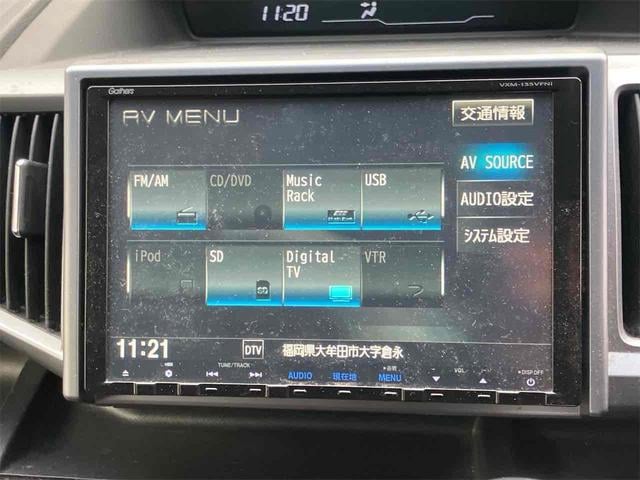 11:20
Gathers
VXM-135VFNi
AV MENU
交通情報
FM/AM
CD/DVD
Music Rack
USB
AV SOURCE
AUDIO設定
システム設定
iPod
SD
Digital TV
VTR
SD
11:21
DTV
福岡県大牟田市大字倉永
TUNE/TRACK
AUDIO
現在地
画質
MENU
VOL
DISP OFF